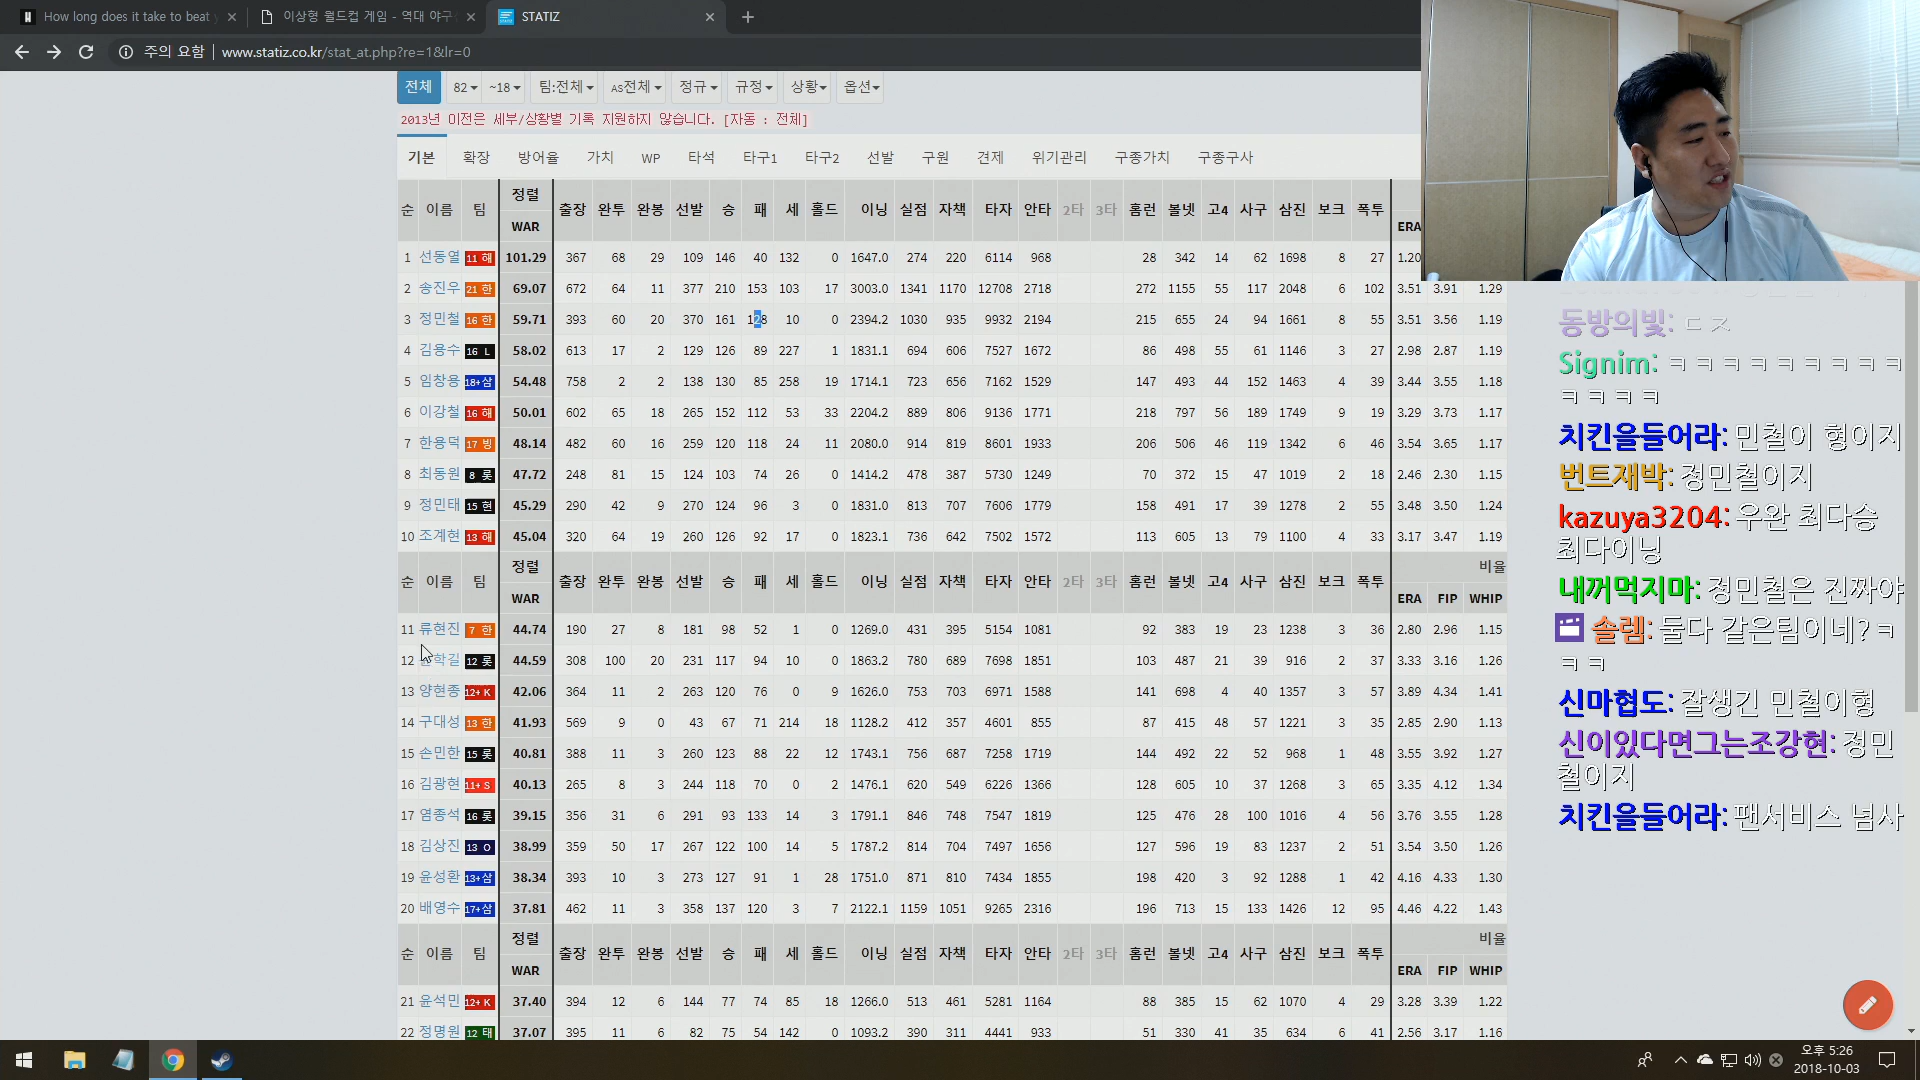 How long does it take to beat
이상형 월드컵 게임 - 역대 야구
STATIZ
주의 요함 | www.statiz.co.kr/stat_at.php?re=1&lr=0
전체 82 ~18 팀:전체 AS전체 정규 규정 상황 옵션
2013년 이전은 세부/상황별 기록 지원하지 않습니다. [자동 : 전체]
기본 확장 방어율 가치 WP 타석 타구1 타구2 선발 구원 견제 위기관리 구종가치 구종구사
순 이름 팀 정렬 WAR 출장 완투 완봉 선발 승 패 세 홀드 이닝 실점 자책 타자 안타 2타 3타 홈런 볼넷 고4 사구 삼진 보크 폭투 ERA
1 선동열 11 해 101.29 367 68 29 109 146 40 132 0 1647.0 274 220 6114 968 28 342 14 62 1698 8 27 1.20
2 송진우 21 한 69.07 672 64 11 377 210 153 103 17 3003.0 1341 1170 12708 2718 272 1155 55 117 2048 6 102 3.51 3.91 1.29
3 정민철 16 한 59.71 393 60 20 370 161 128 10 0 2394.2 1030 935 9932 2194 215 655 24 94 1661 8 55 3.51 3.56 1.19
4 김용수 16 L 58.02 613 17 2 129 126 89 227 1 1831.1 694 606 7527 1672 86 498 55 61 1146 3 27 2.98 2.87 1.19
5 임창용 18+삼 54.48 758 2 2 138 130 85 258 19 1714.1 723 656 7162 1529 147 493 44 152 1463 4 39 3.44 3.55 1.18
6 이강철 16 해 50.01 602 65 18 265 152 112 53 33 2204.2 889 806 9136 1771 218 797 56 189 1749 9 19 3.29 3.73 1.17
7 한용덕 17 빙 48.14 482 60 16 259 120 118 24 11 2080.0 914 819 8601 1933 206 506 46 119 1342 6 46 3.54 3.65 1.17
8 최동원 8 롯 47.72 248 81 15 124 103 74 26 0 1414.2 478 387 5730 1249 70 372 15 47 1019 2 18 2.46 2.30 1.15
9 정민태 15 현 45.29 290 42 9 270 124 96 3 0 1831.0 813 707 7606 1779 158 491 17 39 1278 2 55 3.48 3.50 1.24
10 조계현 13 해 45.04 320 64 19 260 126 92 17 0 1823.1 736 642 7502 1572 113 605 13 79 1100 4 33 3.17 3.47 1.19
순 이름 팀 정렬 WAR 출장 완투 완봉 선발 승 패 세 홀드 이닝 실점 자책 타자 안타 2타 3타 홈런 볼넷 고4 사구 삼진 보크 폭투 비율 ERA FIP WHIP
11 류현진 7 한 44.74 190 27 8 181 98 52 1 0 1269.0 431 395 5154 1081 92 383 19 23 1238 3 36 2.80 2.96 1.15
12 학길 12 롯 44.59 308 100 20 231 117 94 10 0 1863.2 780 689 7698 1851 103 487 21 39 916 2 37 3.33 3.16 1.26
13 양현종 12+ K 42.06 364 11 2 263 120 76 0 9 1626.0 753 703 6971 1588 141 698 4 40 1357 3 57 3.89 4.34 1.41
14 구대성 13 한 41.93 569 9 0 43 67 71 214 18 1128.2 412 357 4601 855 87 415 48 57 1221 3 35 2.85 2.90 1.13
15 손민한 15 롯 40.81 388 11 3 260 123 88 22 12 1743.1 756 687 7258 1719 144 492 22 52 968 1 48 3.55 3.92 1.27
16 김광현 11+ S 40.13 265 8 3 244 118 70 0 2 1476.1 620 549 6226 1366 128 605 10 37 1268 3 65 3.35 4.12 1.34
17 염종석 16 롯 39.15 356 31 6 291 93 133 14 3 1791.1 846 748 7547 1819 125 476 28 100 1016 4 56 3.76 3.55 1.28
18 김상진 13 O 38.99 359 50 17 267 122 100 14 5 1787.2 814 704 7497 1656 127 596 19 83 1237 2 51 3.54 3.50 1.26
19 윤성환 13+삼 38.34 393 10 3 273 127 91 1 28 1751.0 871 810 7434 1855 198 420 3 92 1288 1 42 4.16 4.33 1.30
20 배영수 17+삼 37.81 462 11 3 358 137 120 3 7 2122.1 1159 1051 9265 2316 196 713 15 133 1426 12 95 4.46 4.22 1.43
순 이름 팀 정렬 WAR 출장 완투 완봉 선발 승 패 세 홀드 이닝 실점 자책 타자 안타 2타 3타 홈런 볼넷 고4 사구 삼진 보크 폭투 비율 ERA FIP WHIP
21 윤석민 12+ K 37.40 394 12 6 144 77 74 85 18 1266.0 513 461 5281 1164 88 385 15 62 1070 4 29 3.28 3.39 1.22
22 정명원 12 태 37.07 395 11 6 82 75 54 142 0 1093.2 390 311 4441 933 51 330 41 35 634 6 41 2.56 3.17 1.16
동방의빛: ㄷㅈ
Signim: ㅋㅋㅋㅋㅋㅋㅋㅋㅋ
ㅋㅋㅋㅋ
치킨을들어라: 민철이 형이지
번트재박: 정민철이지
kazuya3204: 우완 최다승
최다이닝
내꺼먹지마: 정민철은 진짜야
솔렘: 둘다 같은팀이네?ㅋ
ㅋㅋ
신마협도: 잘생긴 민철이형
신이있다면그는조강현: 정민
철이지
치킨을들어라: 팬서비스 넘사
오후 5:26
2018-10-03